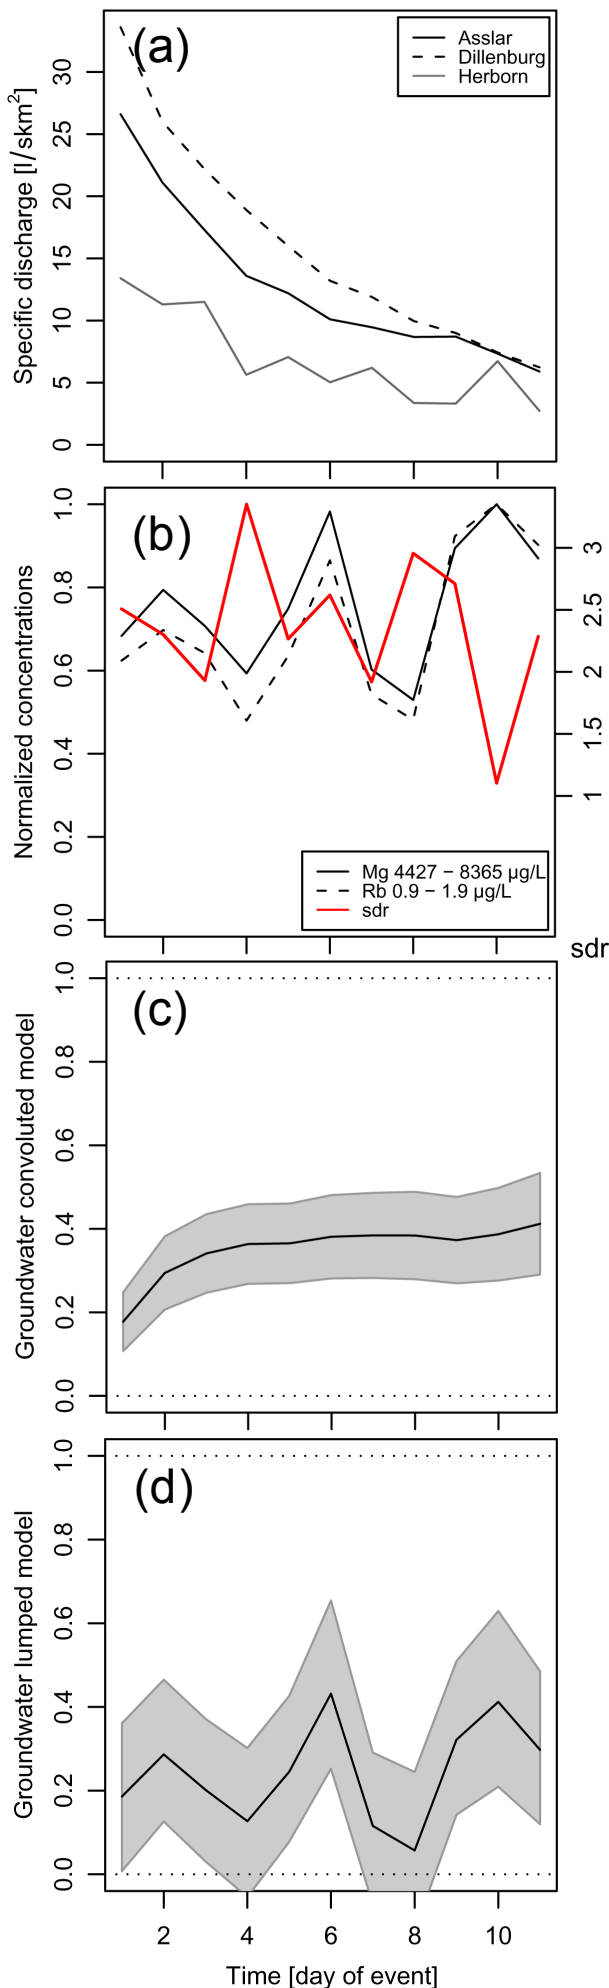 (a)
Asslar
Dillenburg
Herborn
Specific discharge [l/skm²]
30
25
20
15
10
5
0
(b)
Normalized concentrations
1.0
0.8
0.6
0.4
0.2
0.0
3
2.5
2
1.5
1
Mg 4427 − 8365 µg/L
Rb 0.9 − 1.9 µg/L
sdr
sdr
(c)
Groundwater convoluted model
1.0
0.8
0.6
0.4
0.2
0.0
(d)
Groundwater lumped model
1.0
0.8
0.6
0.4
0.2
0.0
2 4 6 8 10
Time [day of event]